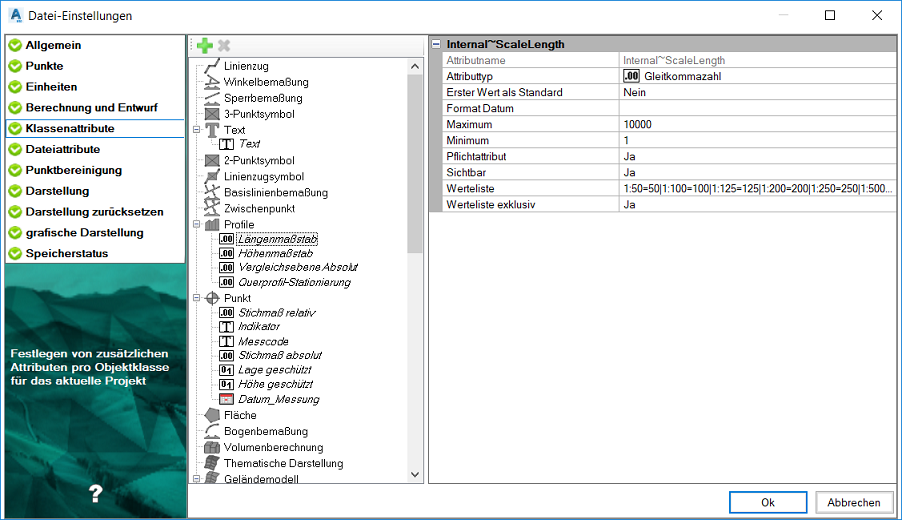 Datei-Einstellungen
Allgemein
Punkte
Einheiten
Berechnung und Entwurf
Klassenattribute
Dateiattribute
Punktbereinigung
Darstellung
Darstellung zurücksetzen
grafische Darstellung
Speicherstatus
Festlegen von zusätzlichen
Attributen pro Objektklasse
für das aktuelle Projekt
?
Linienzug
Winkelbemaßung
Sperrbemaßung
3-Punktsymbol
Text
Text
2-Punktsymbol
Linienzugsymbol
Basislinienbemaßung
Zwischenpunkt
Profile
.00 Längenmaßstab
.00 Höhenmaßstab
.00 Vergleichsebene Absolut
.00 Querprofil-Stationierung
Punkt
.00 Stichmaß relativ
T Indikator
T Messcode
.00 Stichmaß absolut
01 Lage geschützt
01 Höhe geschützt
Datum_Messung
Fläche
Bogenbemaßung
Volumenberechnung
Thematische Darstellung
Geländemodell
Internal~ScaleLength
Attributname Internal~ScaleLength
Attributtyp .00 Gleitkommazahl
Erster Wert als Standard Nein
Format Datum
Maximum 10000
Minimum 1
Pflichtattribut Ja
Sichtbar Ja
Werteliste 1:50=50|1:100=100|1:125=125|1:200=200|1:250=250|1:500...
Werteliste exklusiv Ja
Ok Abbrechen